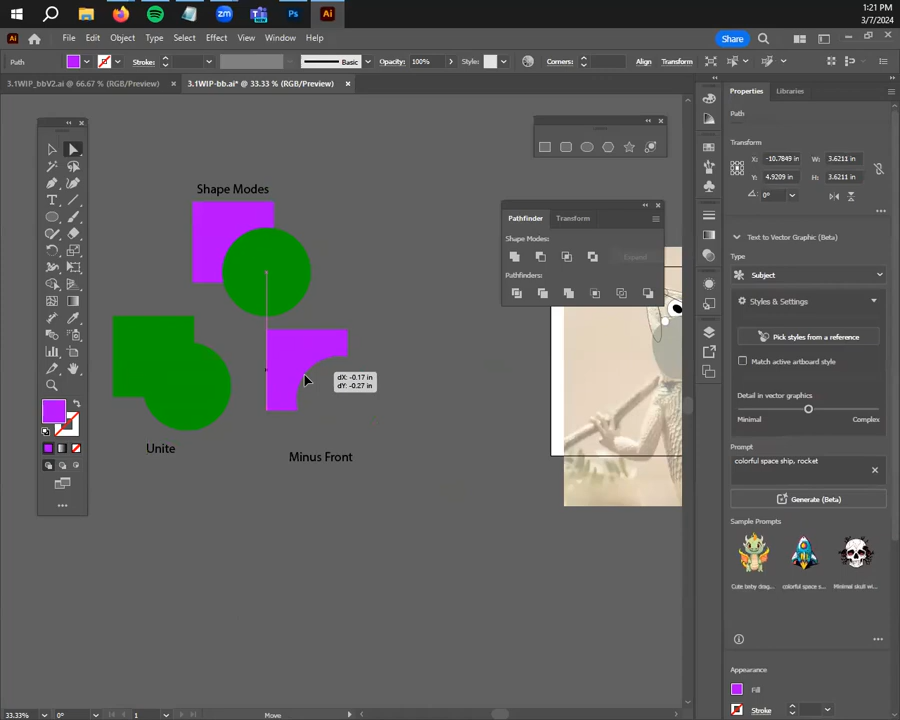 1:21 PM
3/7/2024
File Edit Object Type Select Effect View Window Help
Share
Path
Stroke:
Basic
Opacity: 100%
Style:
Corners:
Align
Transform
3.1WIP_bbV2.ai @ 66.67 % (RGB/Preview)
3.1WIP-bb.ai* @ 33.33 % (RGB/Preview)
Shape Modes
dX: -0.17 in
dY: -0.27 in
Unite
Minus Front
Pathfinder
Transform
Shape Modes:
Expand
Pathfinders:
Properties
Libraries
Path
Transform
X: -10.7849 in W: 3.6211 in
Y: 4.9209 in H: 3.6211 in
0°
Text to Vector Graphic (Beta)
Type
Subject
Styles & Settings
Pick styles from a reference
Match active artboard style
Detail in vector graphics
Minimal Complex
Prompt
colorful space ship, rocket
Generate (Beta)
Sample Prompts
Cute baby drag... colorful space s... Minimal skull wi...
Appearance
Fill
Stroke
33.33%
0°
1
Move